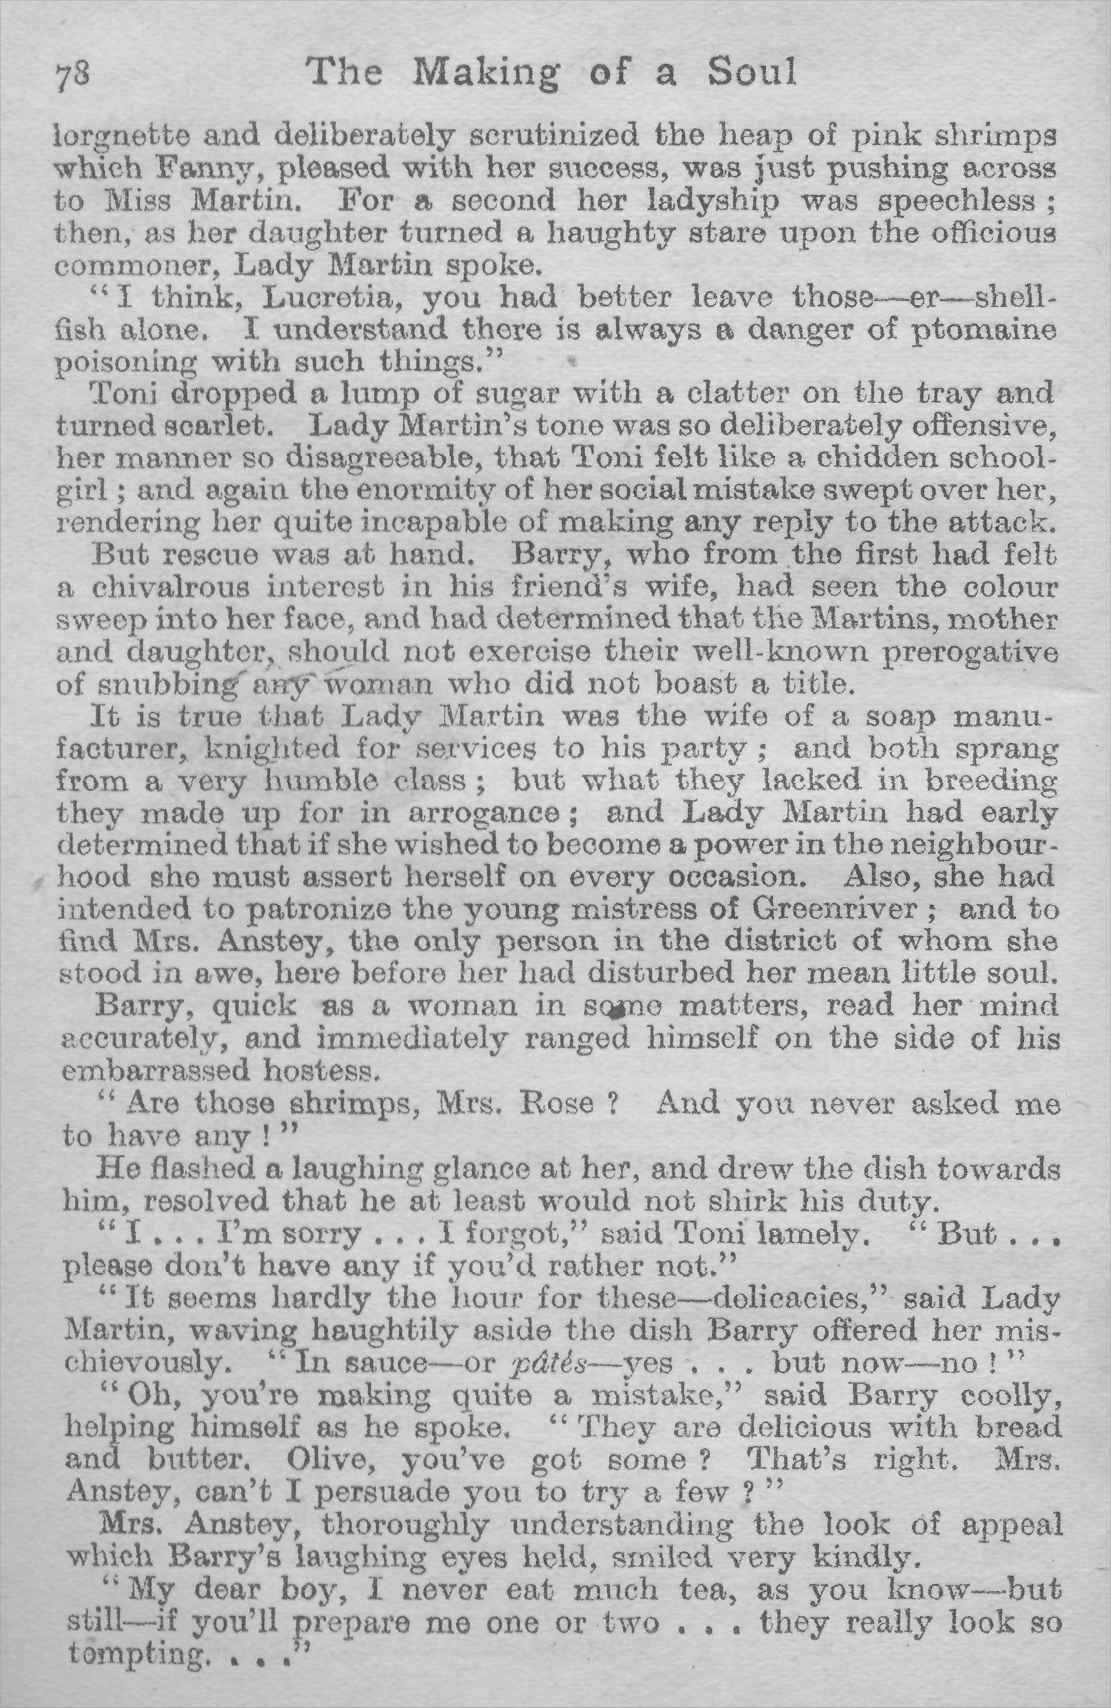 78 The Making of a Soul
lorgnette and deliberately scrutinized the heap of pink shrimps
which Fanny, pleased with her success, was just pushing across
to Miss Martin. For a second her ladyship was speechless ;
then, as her daughter turned a haughty stare upon the officious
commoner, Lady Martin spoke.
“I think, Lucretia, you had better leave those—er—shell-
fish alone. I understand there is always a danger of ptomaine
poisoning with such things.”
Toni dropped a lump of sugar with a clatter on the tray and
turned scarlet. Lady Martin’s tone was so deliberately offensive,
her manner so disagreeable, that Toni felt like a chidden school-
girl ; and again the enormity of her social mistake swept over her,
rendering her quite incapable of making any reply to the attack.
But rescue was at hand. Barry, who from the first had felt
a chivalrous interest in his friend’s wife, had seen the colour
sweep into her face, and had determined that the Martins, mother
and daughter, should not exercise their well-known prerogative
of snubbing any woman who did not boast a title.
It is true that Lady Martin was the wife of a soap manu-
facturer, knighted for services to his party ; and both sprang
from a very humble class ; but what they lacked in breeding
they made up for in arrogance ; and Lady Martin had early
determined that if she wished to become a power in the neighbour-
hood she must assert herself on every occasion. Also, she had
intended to patronize the young mistress of Greenriver ; and to
find Mrs. Anstey, the only person in the district of whom she
stood in awe, here before her had disturbed her mean little soul.
Barry, quick as a woman in some matters, read her mind
accurately, and immediately ranged himself on the side of his
embarrassed hostess.
“ Are those shrimps, Mrs. Rose ? And you never asked me
to have any ! ”
He flashed a laughing glance at her, and drew the dish towards
him, resolved that he at least would not shirk his duty.
“ I . . . I’m sorry . . . I forgot,” said Toni lamely. “ But . . .
please don’t have any if you’d rather not.”
“ It seems hardly the hour for these—delicacies,” said Lady
Martin, waving haughtily aside the dish Barry offered her mis-
chievously. “ In sauce—or pâtés—yes . . . but now—no ! ”
“ Oh, you’re making quite a mistake,” said Barry coolly,
helping himself as he spoke. “ They are delicious with bread
and butter. Olive, you’ve got some ? That’s right. Mrs.
Anstey, can’t I persuade you to try a few ? ”
Mrs. Anstey, thoroughly understanding the look of appeal
which Barry’s laughing eyes held, smiled very kindly.
“ My dear boy, I never eat much tea, as you know—but
still—if you’ll prepare me one or two . . . they really look so
tempting. . . .”